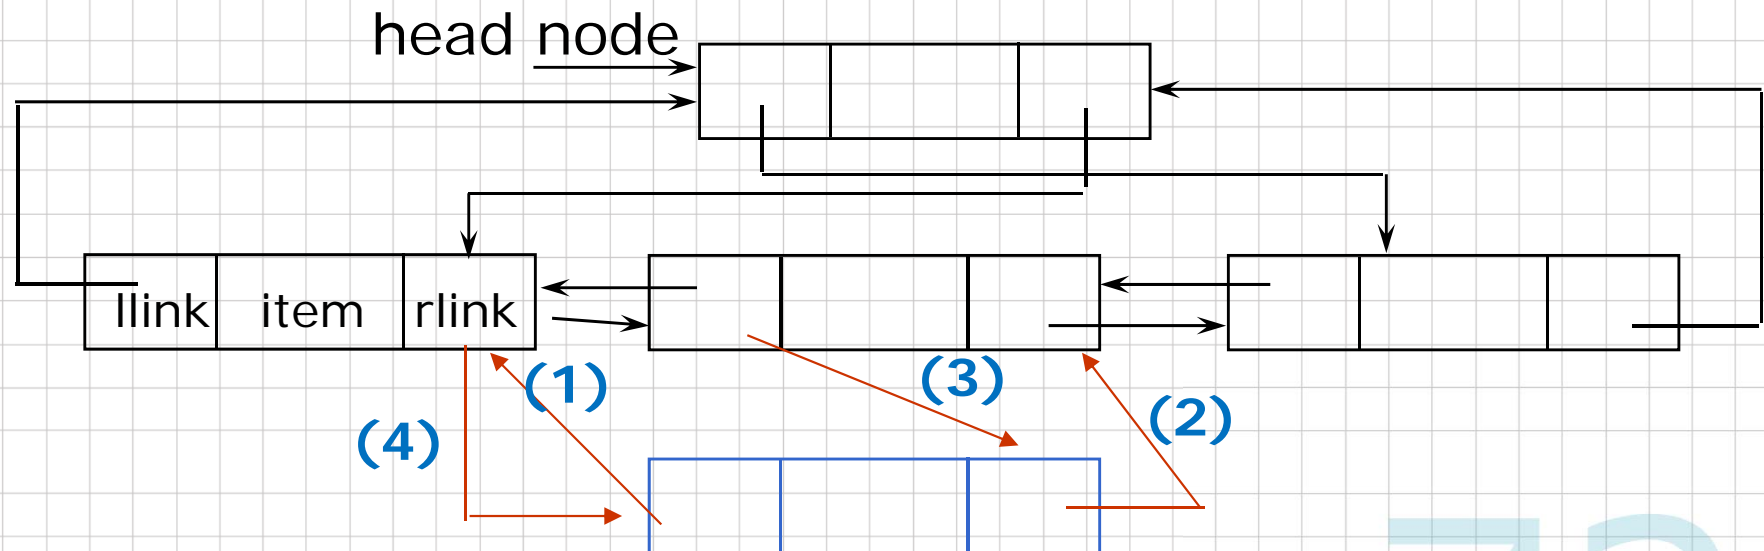 head node
llink item rlink
(1)
(3)
(2)
(4)